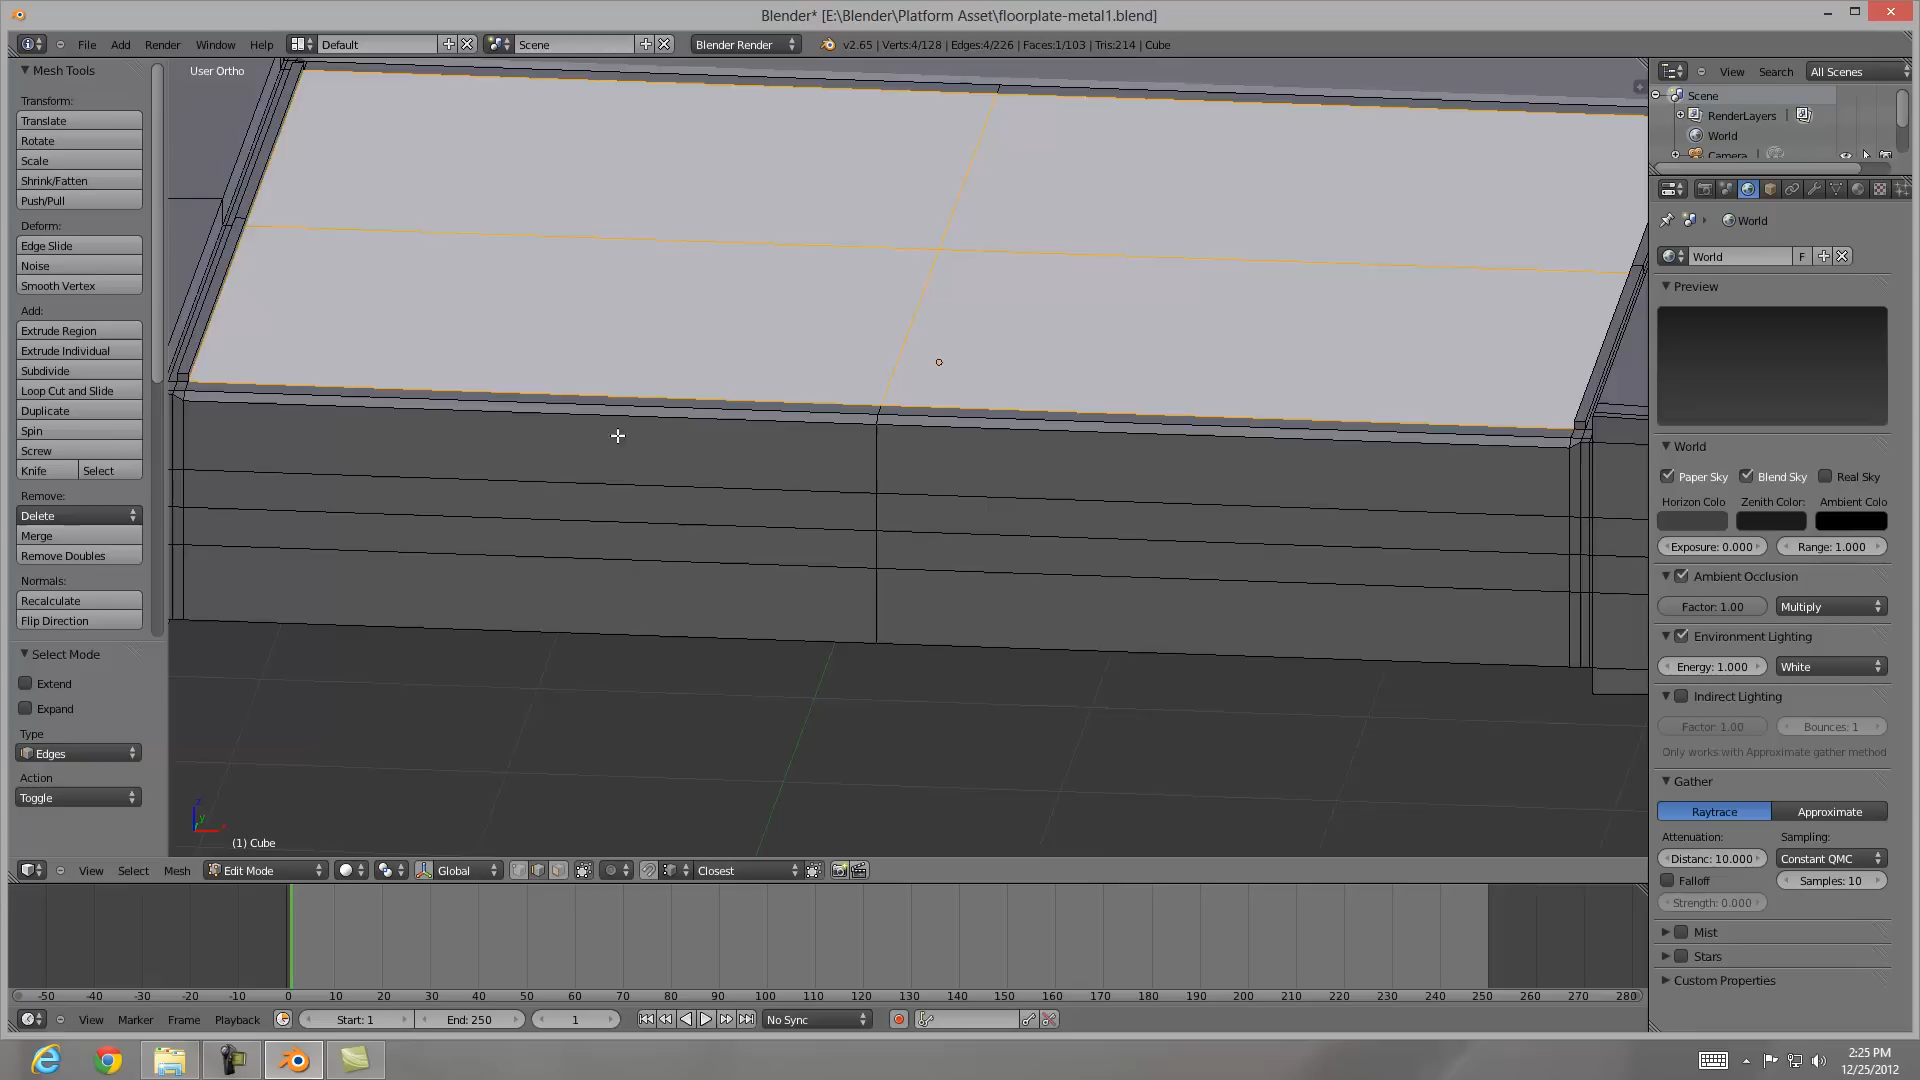 Blender* [E:\Blender\Platform Asset\floorplate-metal1.blend]
File Add Render Window Help Default Scene Blender Render v2.65 | Verts:4/128 | Edges:4/226 | Faces:1/103 | Tris:214 | Cube
Mesh Tools
Transform:
Translate
Rotate
Scale
Shrink/Fatten
Push/Pull
Deform:
Edge Slide
Noise
Smooth Vertex
Add:
Extrude Region
Extrude Individual
Subdivide
Loop Cut and Slide
Duplicate
Spin
Screw
Knife Select
Remove:
Delete
Merge
Remove Doubles
Normals:
Recalculate
Flip Direction
Select Mode
Extend
Expand
Type
Edges
Action
Toggle
User Ortho
z
y
x
(1) Cube
View Select Mesh Edit Mode Global Closest
View Search All Scenes
Scene
RenderLayers |
World
Camera
World
World F
Preview
World
Paper Sky Blend Sky Real Sky
Horizon Colo Zenith Color: Ambient Colo
Exposure: 0.000 Range: 1.000
Ambient Occlusion
Factor: 1.00 Multiply
Environment Lighting
Energy: 1.000 White
Indirect Lighting
Factor: 1.00 Bounces: 1
Only works with Approximate gather method
Gather
Raytrace Approximate
Attenuation: Sampling:
Distanc: 10.000 Constant QMC
Falloff Samples: 10
Strength: 0.000
Mist
Stars
Custom Properties
-50 -40 -30 -20 -10 0 10 20 30 40 50 60 70 80 90 100 110 120 130 140 150 160 170 180 190 200 210 220 230 240 250 260 270 280
View Marker Frame Playback Start: 1 End: 250 1 No Sync
2:25 PM
12/25/2012